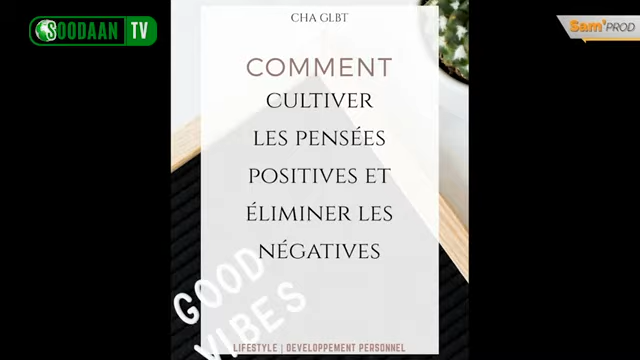 SOODAAN TV
Sam'PROD
CHA GLBT
COMMENT
CULTIVER
LES PENSÉES
POSITIVES ET
ÉLIMINER LES
NÉGATIVES
GOOD
VIBES
LIFESTYLE | DEVELOPPEMENT PERSONNEL